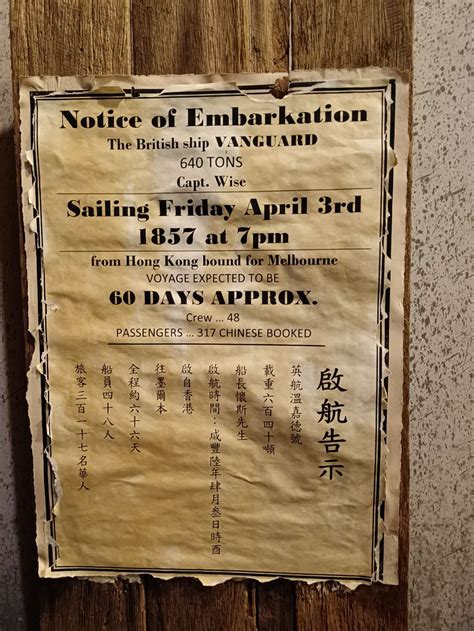 Notice of Embarkation
The British ship VANGUARD
640 TONS
Capt. Wise
Sailing Friday April 3rd
1857 at 7pm
from Hong Kong bound for Melbourne
VOYAGE EXPECTED TO BE
60 DAYS APPROX.
Crew ... 48
PASSENGERS ... 317 CHINESE BOOKED
啟航告示
英航溫嘉德號
載重六百四十頓
船長懷斯先生
啟航時間：咸豐陸年肆月叁日時酉
啟自香港
往墨爾本
全程約六十六天
船員四十八人
旅客三百一十七名華人